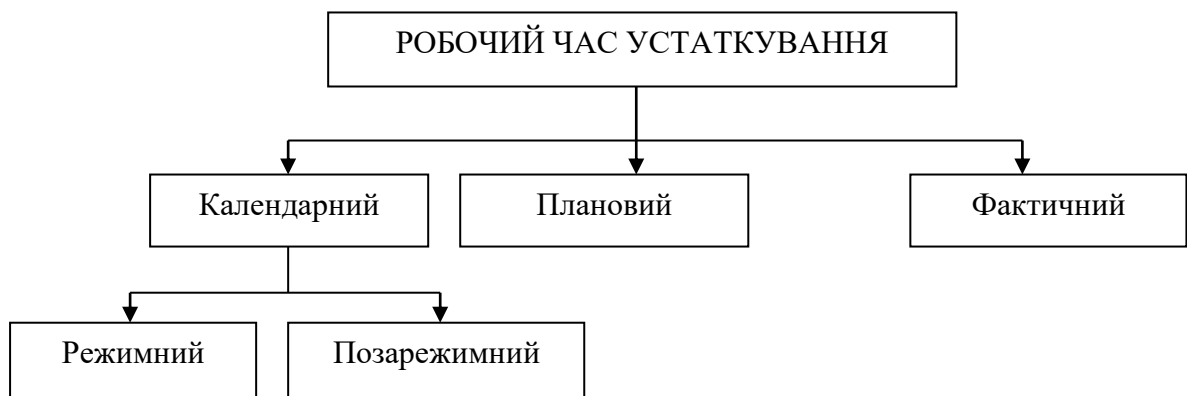 РОБОЧИЙ ЧАС УСТАТКУВАННЯ
Календарний
Плановий
Фактичний
Режимний
Позарежимний